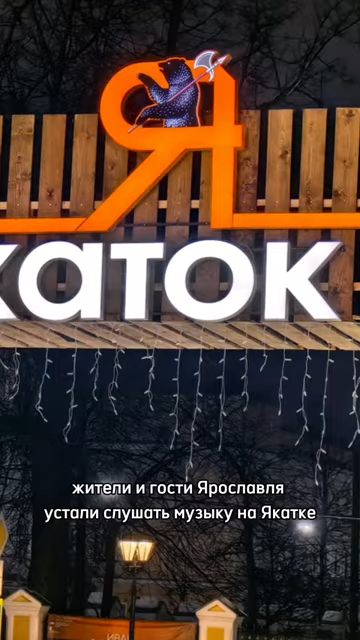 Я
каток
жители и гости Ярославля
устали слушать музыку на Якатке